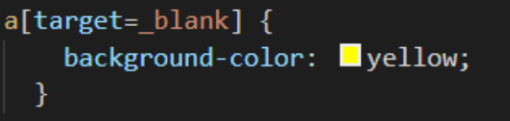 a[target=_blank] {
background-color: yellow;
}